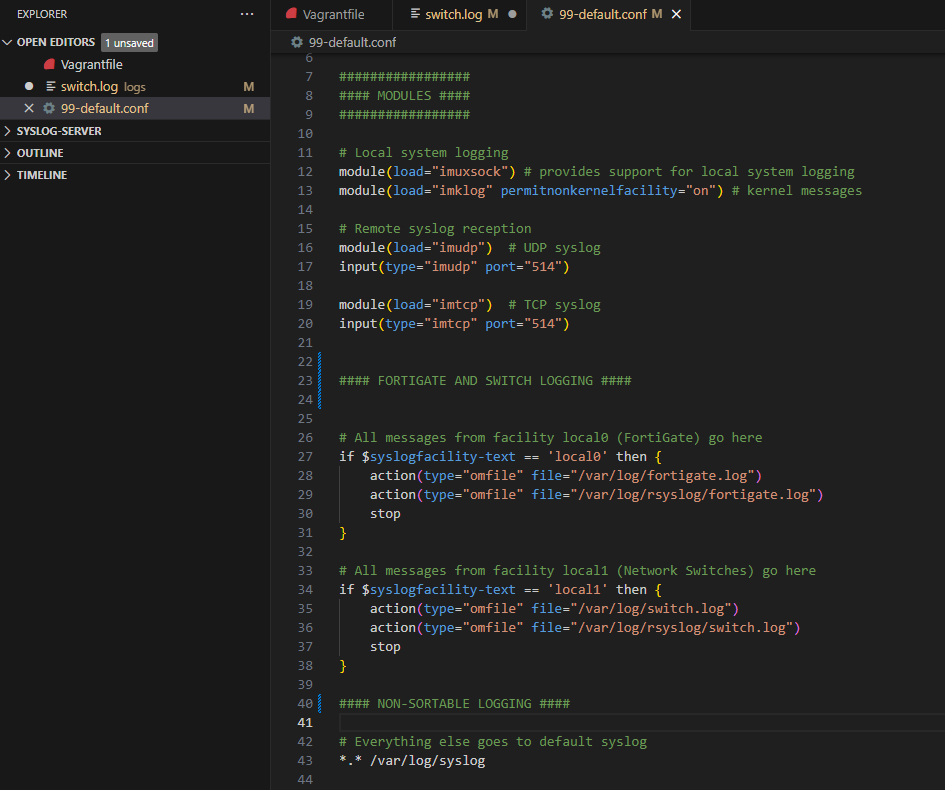 EXPLORER
···
OPEN EDITORS 1 unsaved
Vagrantfile
switch.log logs M
99-default.conf M
SYSLOG-SERVER
OUTLINE
TIMELINE
Vagrantfile
switch.log M
99-default.conf M
99-default.conf
6
7 #################
8 #### MODULES ####
9 #################
10
11 # Local system logging
12 module(load="imuxsock") # provides support for local system logging
13 module(load="imklog" permitnonkernelfacility="on") # kernel messages
14
15 # Remote syslog reception
16 module(load="imudp")  # UDP syslog
17 input(type="imudp" port="514")
18
19 module(load="imtcp")  # TCP syslog
20 input(type="imtcp" port="514")
21
22
23 #### FORTIGATE AND SWITCH LOGGING ####
24
25
26 # All messages from facility local0 (FortiGate) go here
27 if $syslogfacility-text == 'local0' then {
28     action(type="omfile" file="/var/log/fortigate.log")
29     action(type="omfile" file="/var/log/rsyslog/fortigate.log")
30     stop
31 }
32
33 # All messages from facility local1 (Network Switches) go here
34 if $syslogfacility-text == 'local1' then {
35     action(type="omfile" file="/var/log/switch.log")
36     action(type="omfile" file="/var/log/rsyslog/switch.log")
37     stop
38 }
39
40 #### NON-SORTABLE LOGGING ####
41
42 # Everything else goes to default syslog
43 *.* /var/log/syslog
44